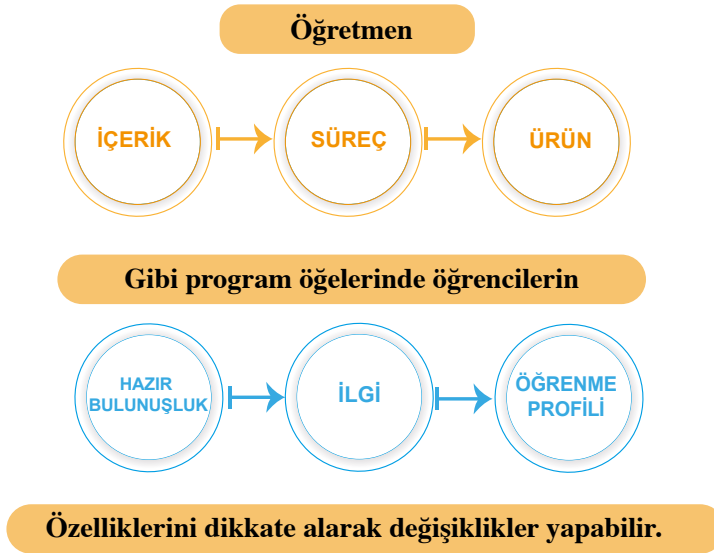 Öğretmen
İÇERİK
SÜREÇ
ÜRÜN
Gibi program öğelerinde öğrencilerin
HAZIR
BULUNUŞLUK
İLGİ
ÖĞRENME
PROFİLİ
Özelliklerini dikkate alarak değişiklikler yapabilir.